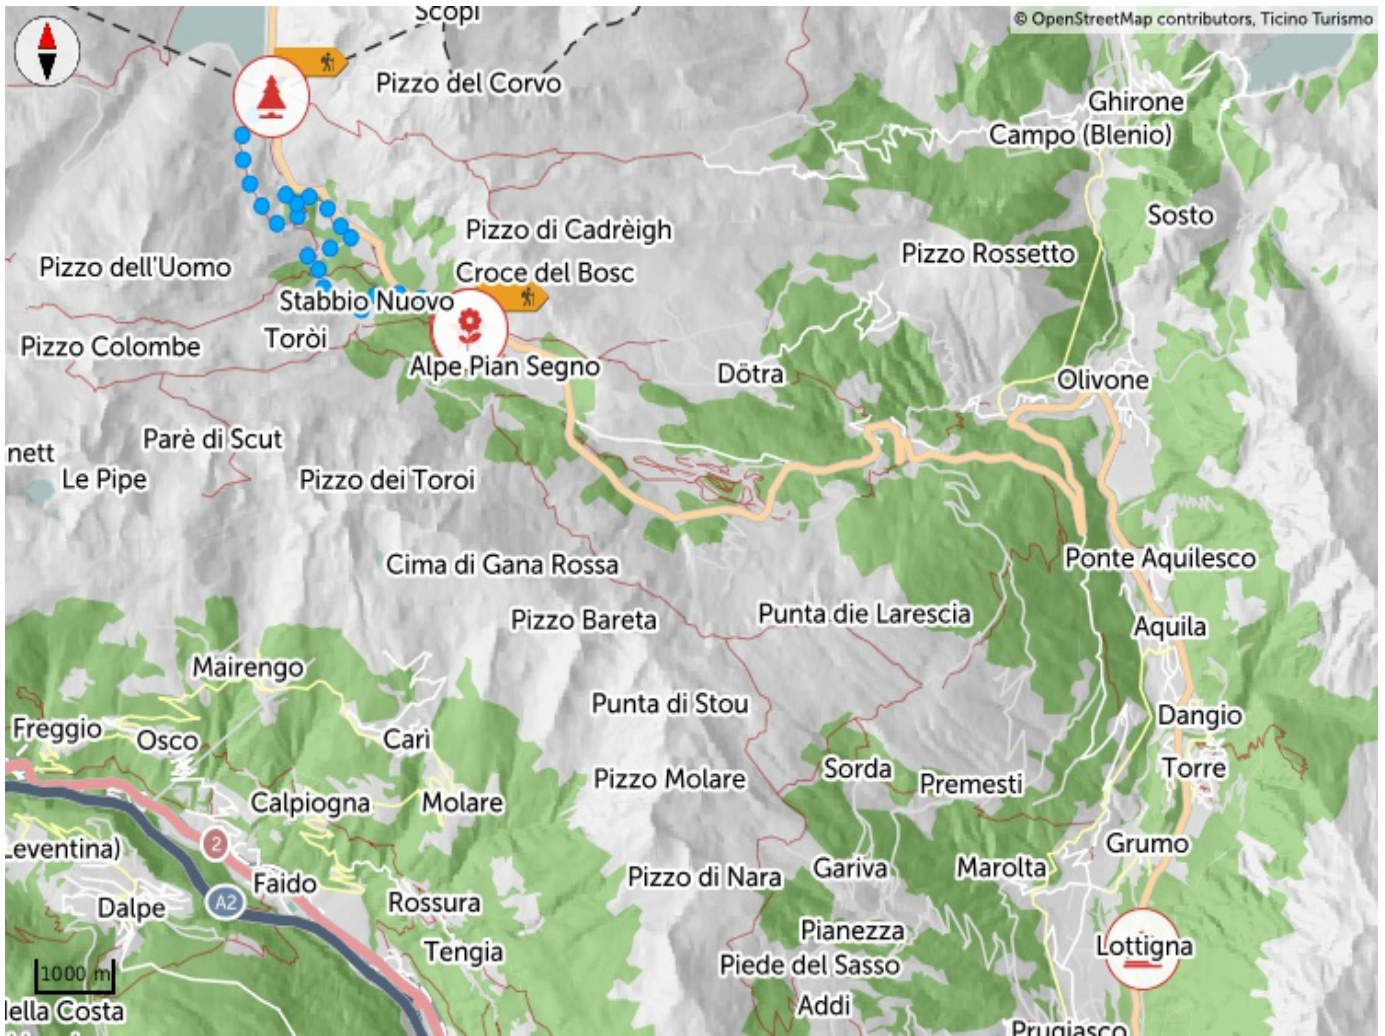 Scopi
© OpenStreetMap contributors, Ticino Turismo
Pizzo del Corvo
Ghirone
Campo (Blenio)
Sosto
Pizzo di Cadrèigh
Pizzo Rossetto
Pizzo dell'Uomo
Croce del Bosc
Stabbio Nuovo
Toròi
Pizzo Colombe
Alpe Pian Segno
Dötra
Olivone
Parè di Scut
nett
Le Pipe
Pizzo dei Toroi
Cima di Gana Rossa
Ponte Aquilesco
Pizzo Bareta
Punta die Larescia
Aquila
Mairengo
Punta di Stou
Dangio
Freggio
Osco
Carì
Pizzo Molare
Sorda
Premesti
Torre
Calpiogna
Molare
2
Leventina)
Grumo
Faido
Pizzo di Nara
Gariva
Marolta
A2
Dalpe
Rossura
Pianezza
Lottigna
Tengia
Piede del Sasso
1000 m
della Costa
Addi
Prugiasco